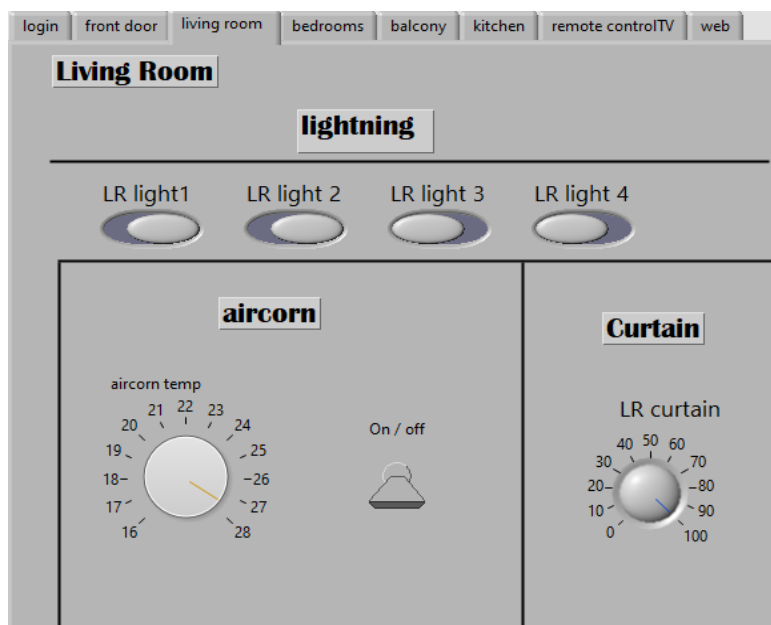 login front door living room bedrooms balcony kitchen remote controlTV web
Living Room
lightning
LR light1 LR light 2 LR light 3 LR light 4
aircorn
aircorn temp
16 17 18 19 20 21 22 23 24 25 26 27 28
On / off
Curtain
LR curtain
0 10 20 30 40 50 60 70 80 90 100